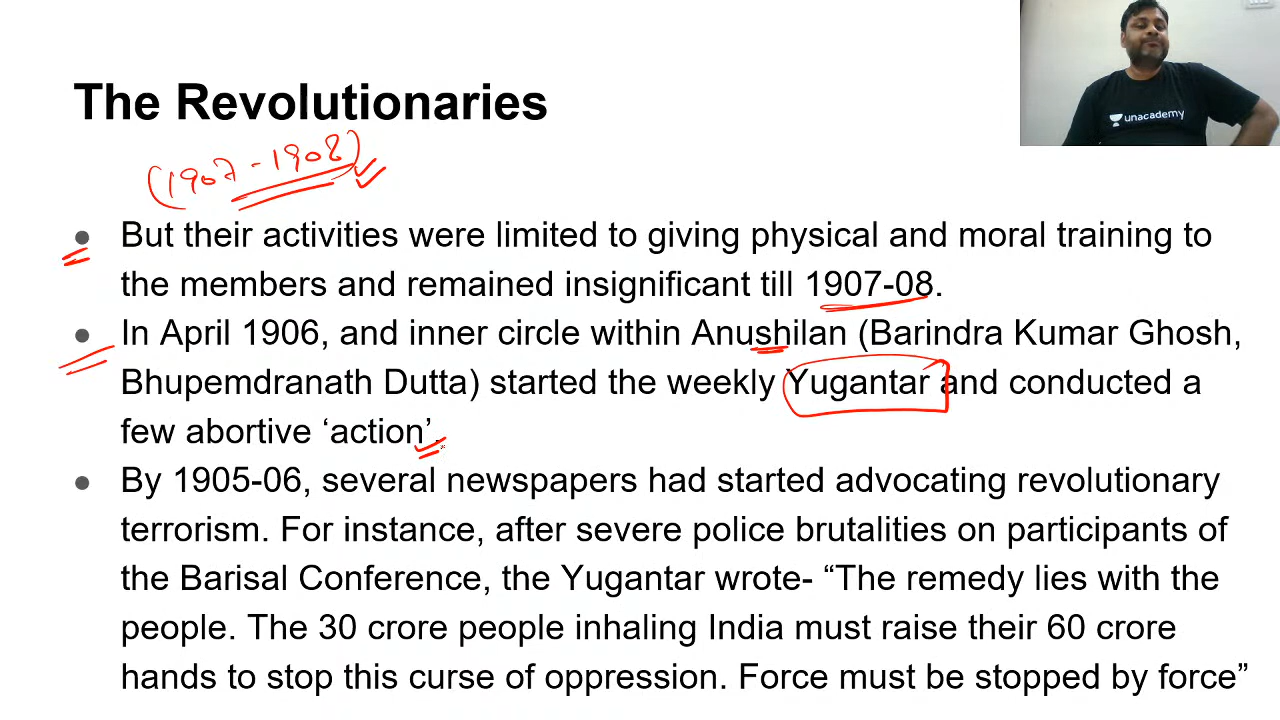 unacademy
The Revolutionaries
(1907 - 1908)
But their activities were limited to giving physical and moral training to
the members and remained insignificant till 1907-08.
In April 1906, and inner circle within Anushilan (Barindra Kumar Ghosh,
Bhupemdranath Dutta) started the weekly Yugantar and conducted a
few abortive ‘action’.
By 1905-06, several newspapers had started advocating revolutionary
terrorism. For instance, after severe police brutalities on participants of
the Barisal Conference, the Yugantar wrote- “The remedy lies with the
people. The 30 crore people inhaling India must raise their 60 crore
hands to stop this curse of oppression. Force must be stopped by force”